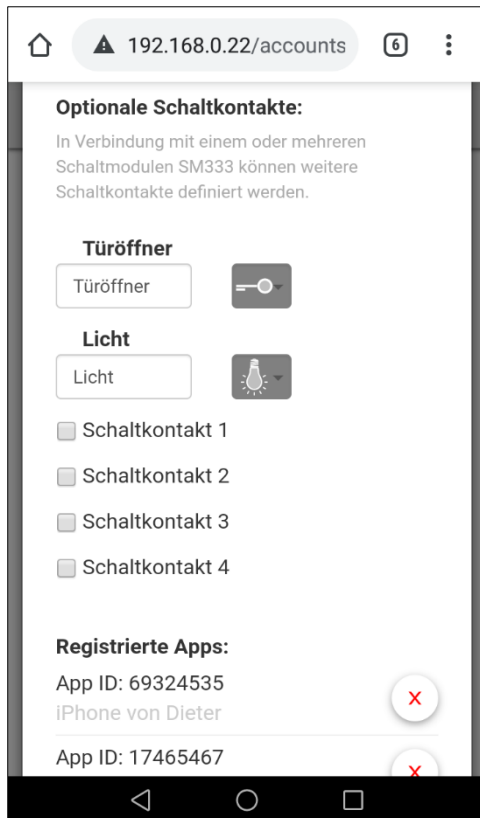 192.168.0.22/accounts
6
Optionale Schaltkontakte:
In Verbindung mit einem oder mehreren
Schaltmodulen SM333 können weitere
Schaltkontakte definiert werden.
Türöffner
Türöffner
Licht
Licht
Schaltkontakt 1
Schaltkontakt 2
Schaltkontakt 3
Schaltkontakt 4
Registrierte Apps:
App ID: 69324535
X
iPhone von Dieter
App ID: 17465467
X